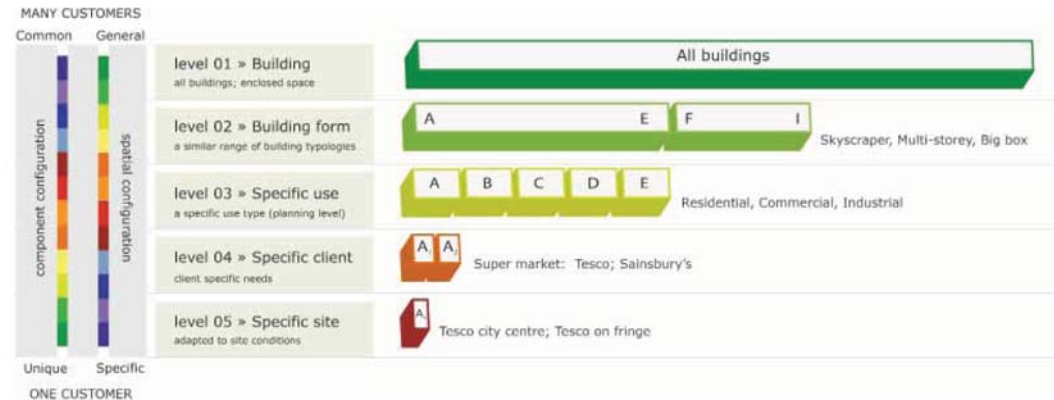 MANY CUSTOMERS
Common General
component configuration
spatial configuration
Unique Specific
ONE CUSTOMER
level 01 » Building
all buildings; enclosed space
All buildings
level 02 » Building form
a similar range of building typologies
A E F I
Skyscraper, Multi-storey, Big box
level 03 » Specific use
a specific use type (planning level)
A B C D E
Residential, Commercial, Industrial
level 04 » Specific client
client specific needs
A A
Super market: Tesco; Sainsbury's
level 05 » Specific site
adapted to site conditions
A
Tesco city centre; Tesco on fringe